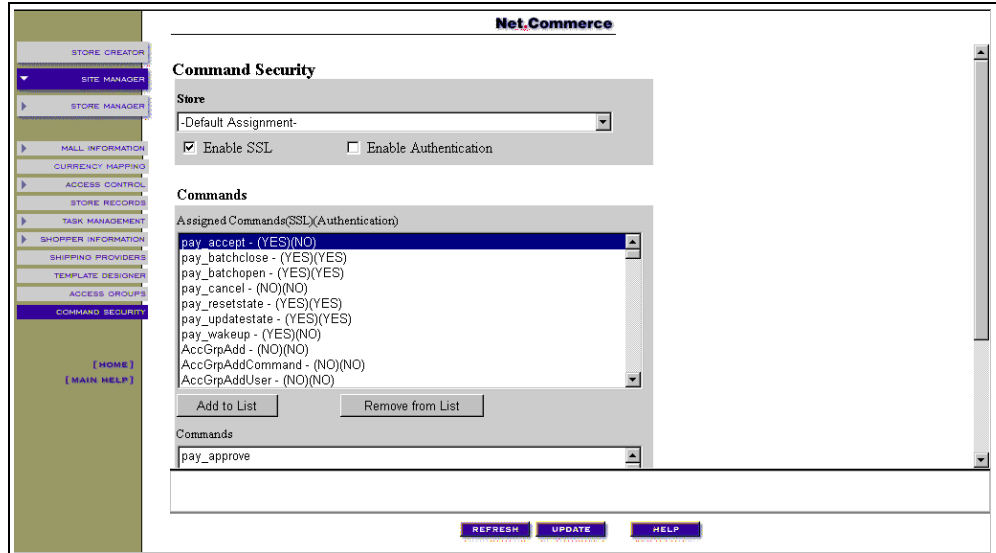 Net.Commerce
STORE CREATOR
SITE MANAGER
STORE MANAGER
MALL INFORMATION
CURRENCY MAPPING
ACCESS CONTROL
STORE RECORDS
TASK MANAGEMENT
SHOPPER INFORMATION
SHIPPING PROVIDERS
TEMPLATE DESIGNER
ACCESS GROUPS
COMMAND SECURITY
[HOME]
[MAIN HELP]
Command Security
Store
-Default Assignment-
Enable SSL Enable Authentication
Commands
Assigned Commands(SSL)(Authentication)
pay_accept - (YES)(NO)
pay_batchclose - (YES)(YES)
pay_batchopen - (YES)(YES)
pay_cancel - (NO)(NO)
pay_resetstate - (YES)(YES)
pay_updatestate - (YES)(YES)
pay_wakeup - (YES)(NO)
AccGrpAdd - (NO)(NO)
AccGrpAddCommand - (NO)(NO)
AccGrpAddUser - (NO)(NO)
Add to List Remove from List
Commands
pay_approve
REFRESH UPDATE HELP